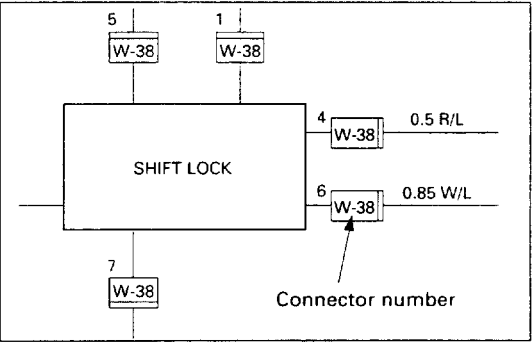 5
1
W-38
W-38
4
W-38
0.5 R/L
SHIFT LOCK
6
W-38
0.85 W/L
7
W-38
Connector number